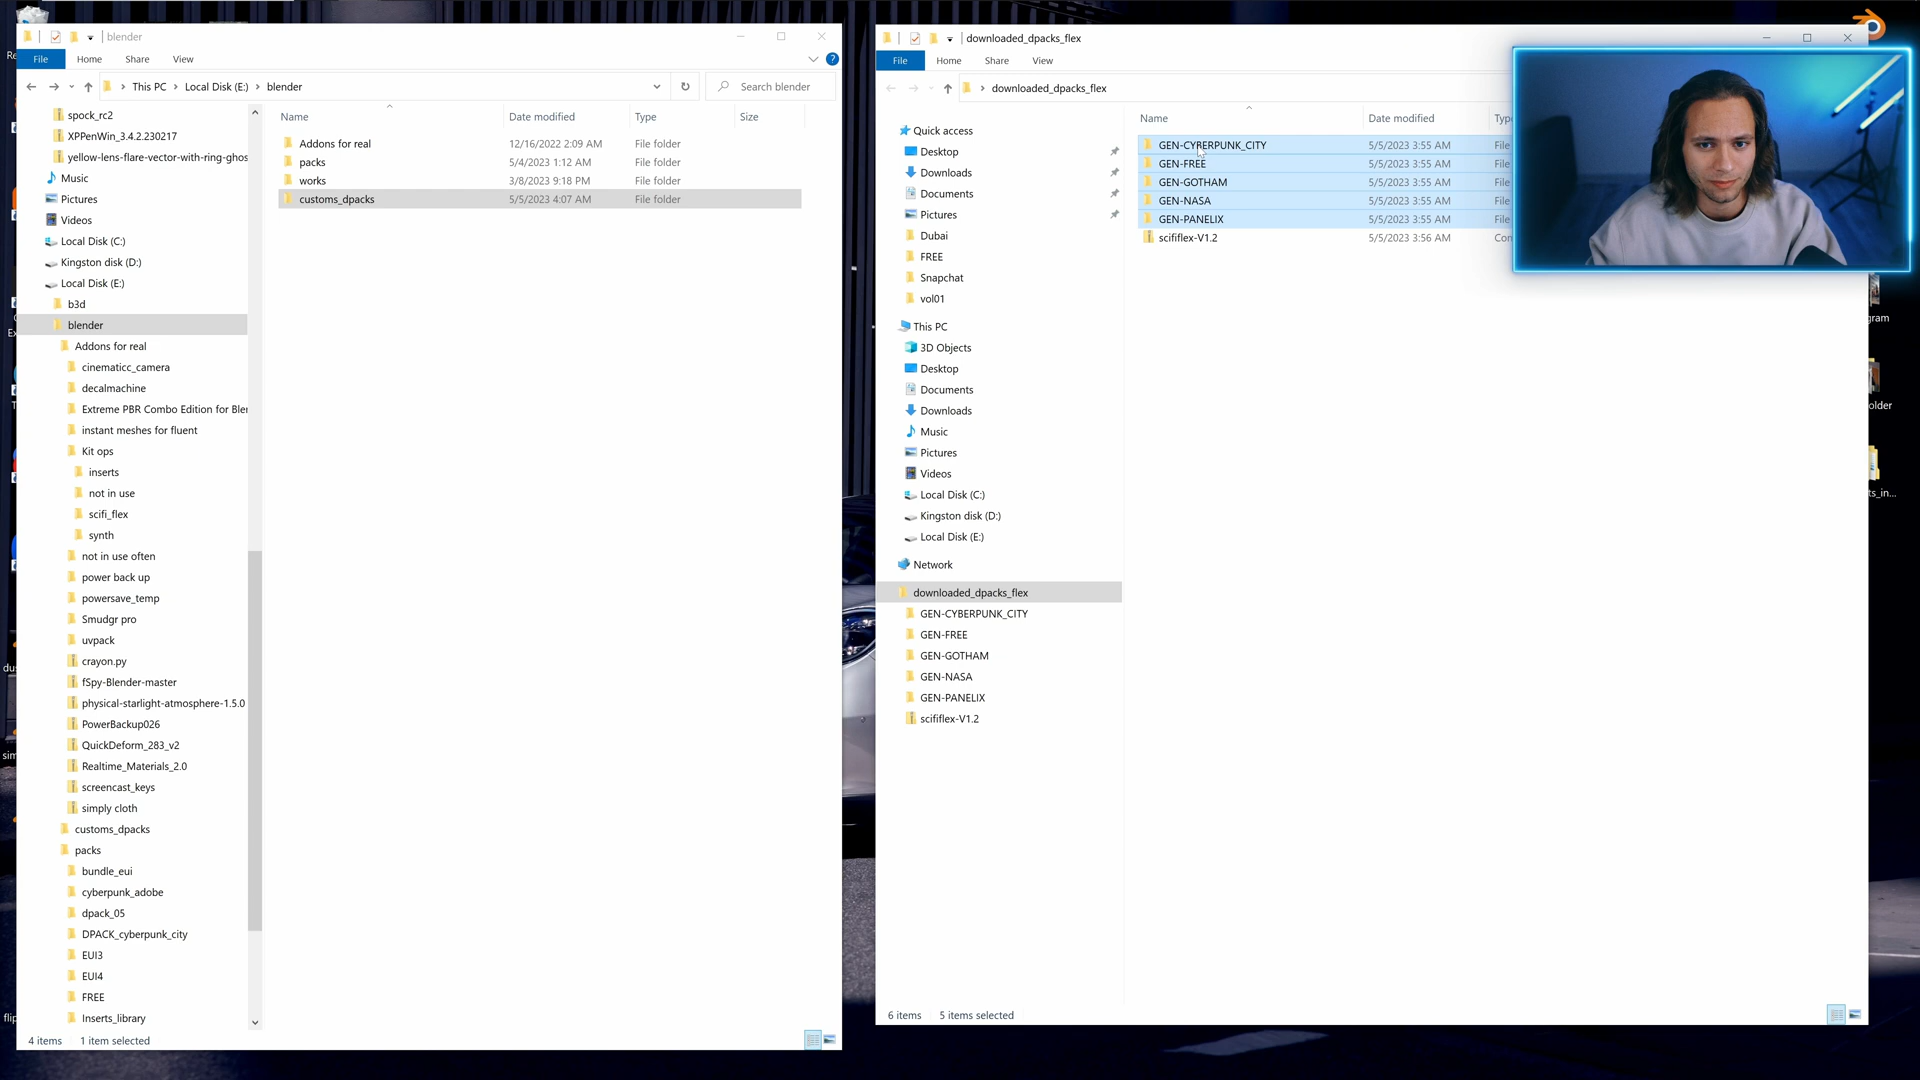 blender
File
Home
Share
View
This PC
Local Disk (E:)
blender
Search blender
spock_rc2
XPPenWin_3.4.2.230217
yellow-lens-flare-vector-with-ring-ghos
Music
Pictures
Videos
Local Disk (C:)
Kingston disk (D:)
Local Disk (E:)
b3d
blender
Addons for real
cinematicc_camera
decalmachine
Extreme PBR Combo Edition for Bler
instant meshes for fluent
Kit ops
inserts
not in use
scifi_flex
synth
not in use often
power back up
powersave_temp
Smudgr pro
uvpack
crayon.py
fSpy-Blender-master
physical-starlight-atmosphere-1.5.0
PowerBackup026
QuickDeform_283_v2
Realtime_Materials_2.0
screencast_keys
simply cloth
customs_dpacks
packs
bundle_eui
cyberpunk_adobe
dpack_05
DPACK_cyberpunk_city
EUI3
EUI4
FREE
Inserts_library
Name Date modified Type Size
Addons for real 12/16/2022 2:09 AM File folder
packs 5/4/2023 1:12 AM File folder
works 3/8/2023 9:18 PM File folder
customs_dpacks 5/5/2023 4:07 AM File folder
4 items 1 item selected
downloaded_dpacks_flex
File
Home
Share
View
downloaded_dpacks_flex
Quick access
Desktop
Downloads
Documents
Pictures
Dubai
FREE
Snapchat
vol01
This PC
3D Objects
Desktop
Documents
Downloads
Music
Pictures
Videos
Local Disk (C:)
Kingston disk (D:)
Local Disk (E:)
Network
downloaded_dpacks_flex
GEN-CYBERPUNK_CITY
GEN-FREE
GEN-GOTHAM
GEN-NASA
GEN-PANELIX
scififlex-V1.2
Name Date modified Typ
GEN-CYBERPUNK_CITY 5/5/2023 3:55 AM File
GEN-FREE 5/5/2023 3:55 AM File
GEN-GOTHAM 5/5/2023 3:55 AM File
GEN-NASA 5/5/2023 3:55 AM File
GEN-PANELIX 5/5/2023 3:55 AM File
scififlex-V1.2 5/5/2023 3:56 AM Con
6 items 5 items selected
gram
older
ts_in...